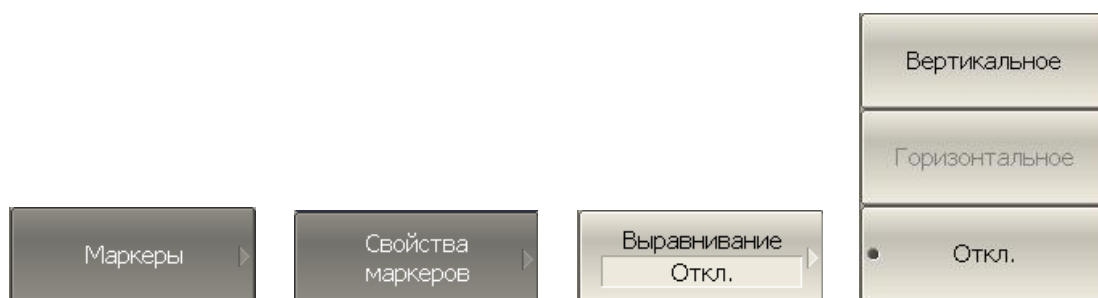 Вертикальное
Горизонтальное
Маркеры
Свойства
маркеров
Выравнивание
Откл.
Откл.